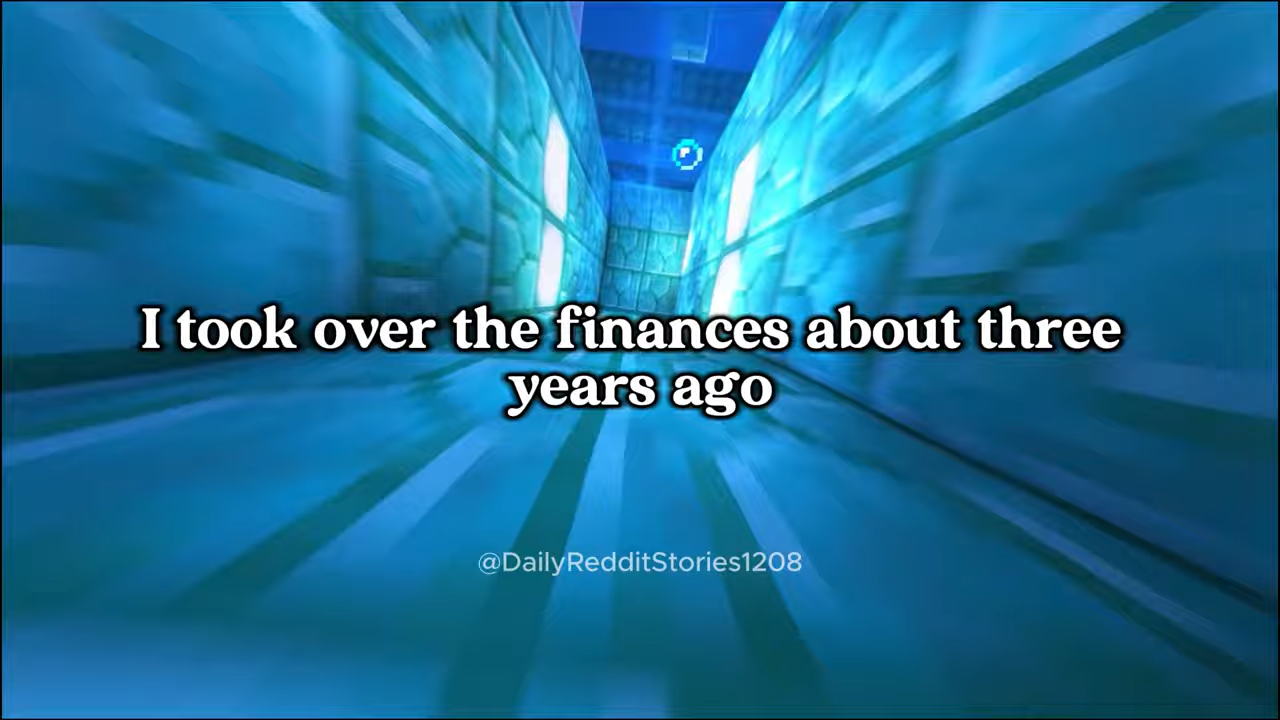 I took over the finances about three
years ago
@DailyRedditStories1208